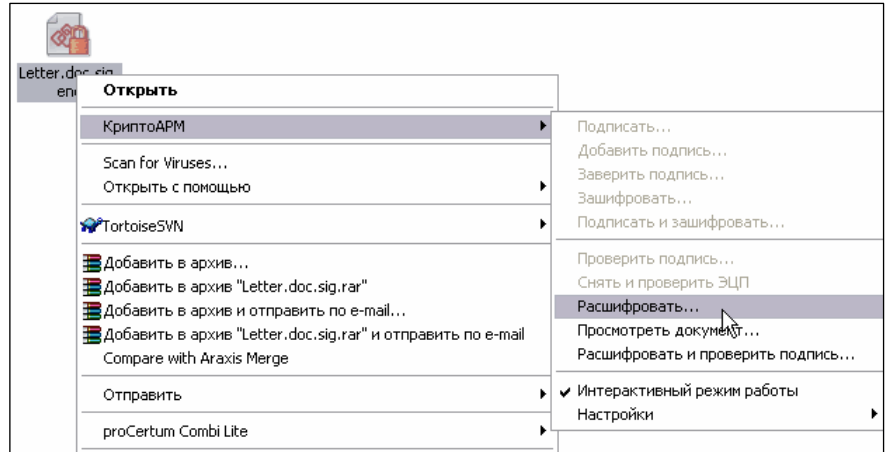 Letter.doc.sig
en
Открыть
КриптоАРМ
Scan for Viruses...
Открыть с помощью
TortoiseSVN
Добавить в архив...
Добавить в архив "Letter.doc.sig.rar"
Добавить в архив и отправить по e-mail...
Добавить в архив "Letter.doc.sig.rar" и отправить по e-mail
Compare with Araxis Merge
Отправить
proCertum Combi Lite
Подписать...
Добавить подпись...
Заверить подпись...
Зашифровать...
Подписать и зашифровать...
Проверить подпись...
Снять и проверить ЭЦП
Расшифровать...
Просмотреть документ...
Расшифровать и проверить подпись...
Интерактивный режим работы
Настройки